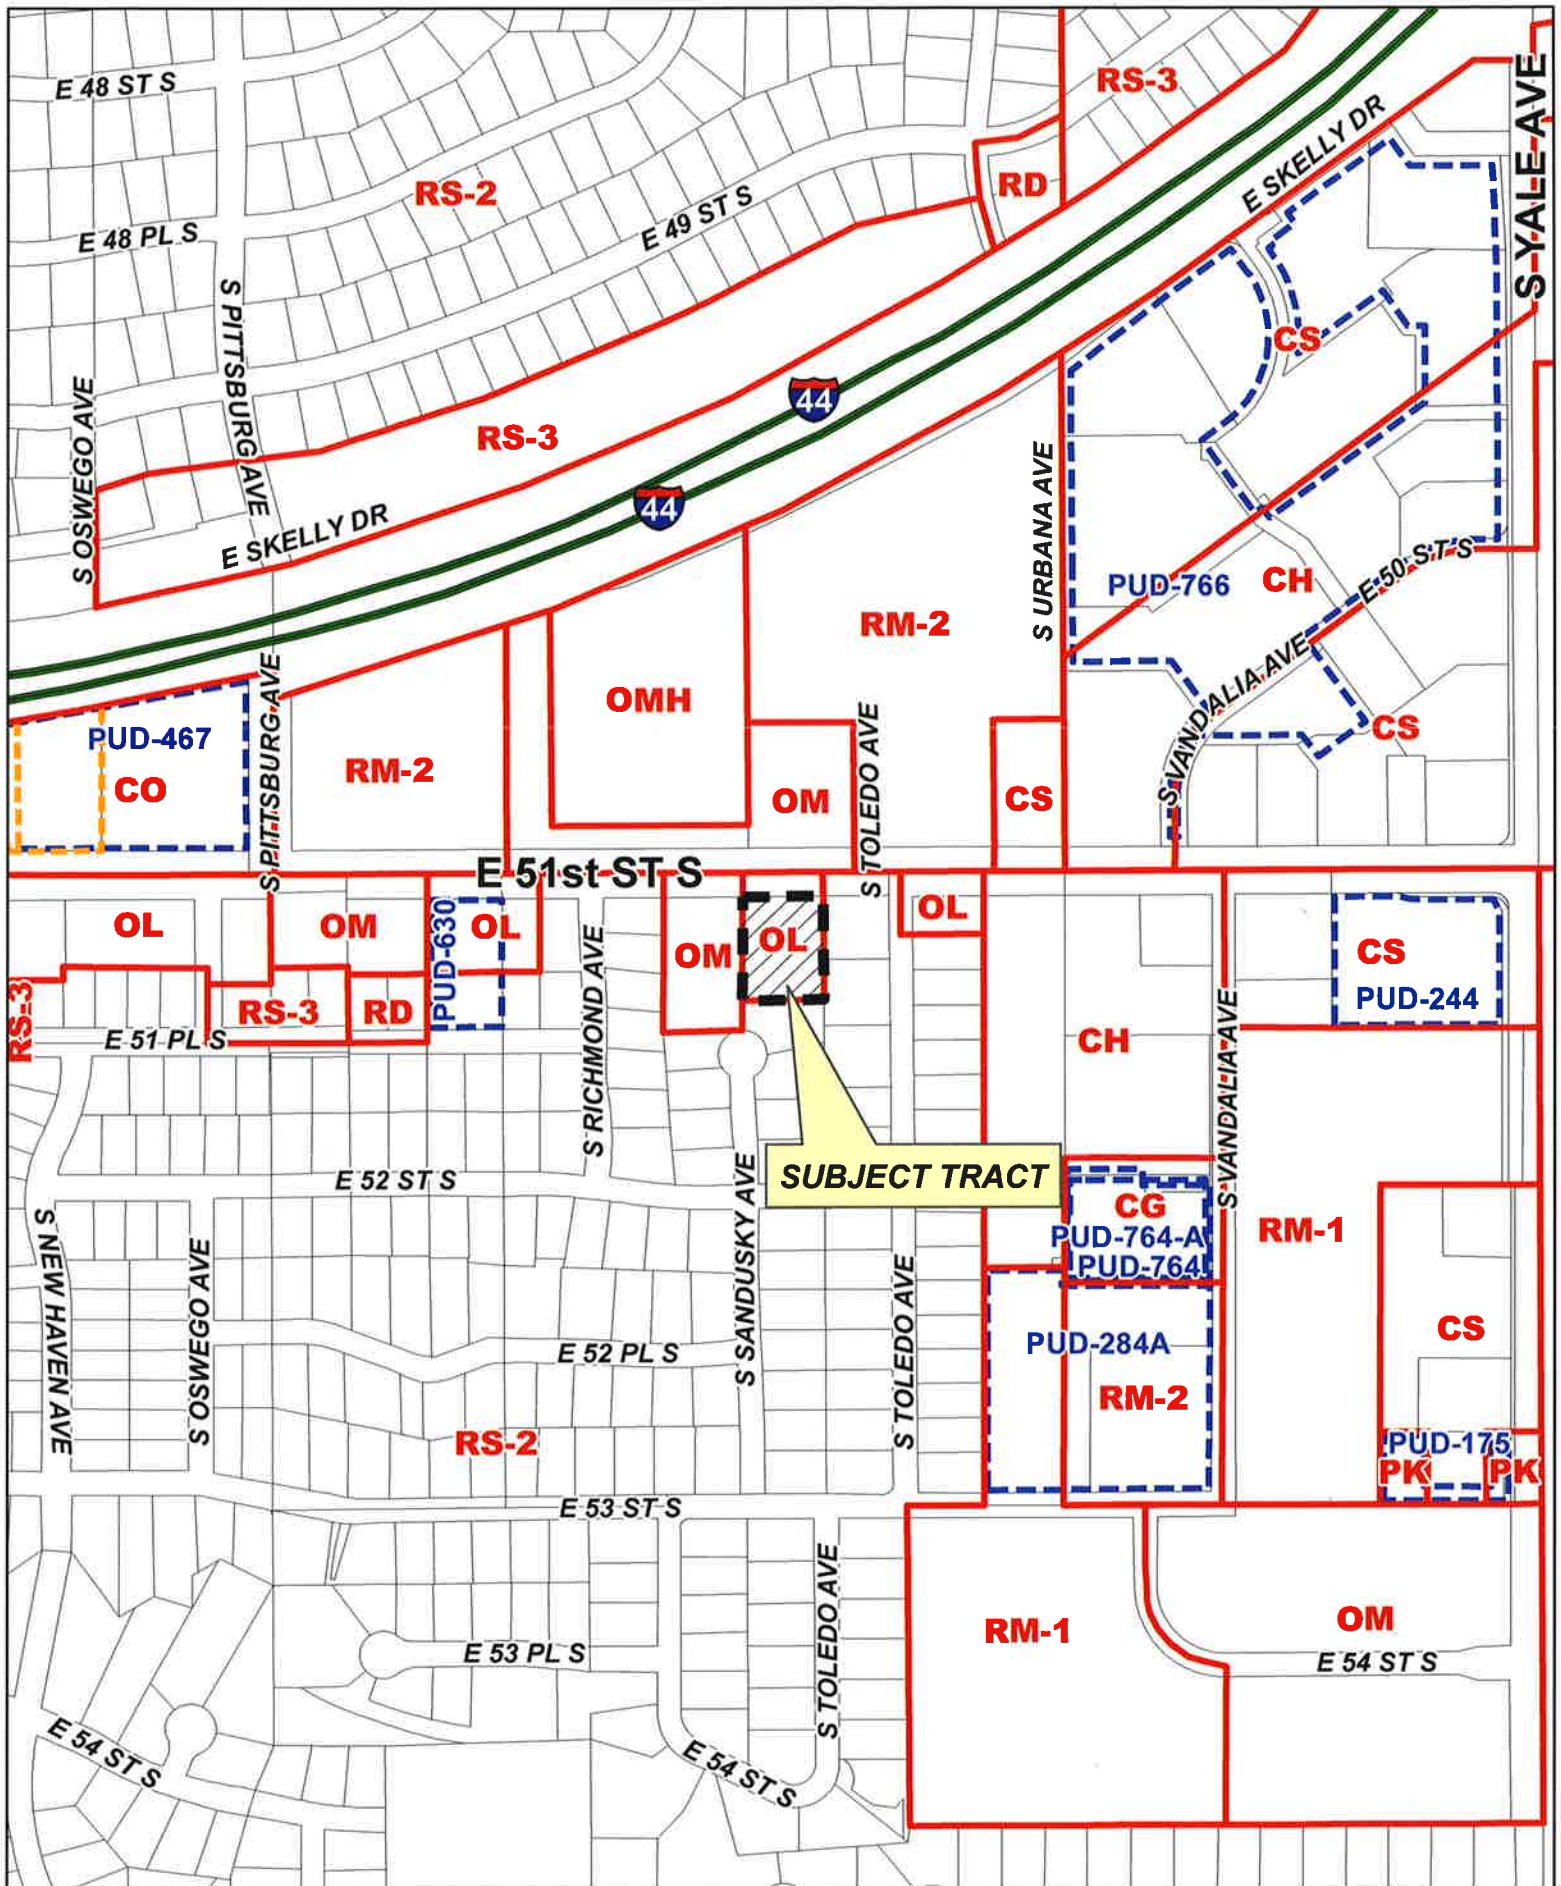 E 48 ST S
RS-3
S YALE AVE
E SKELLY DR
RS-2
RD
E 48 PL S
E 49 ST S
S PITTSBURG AVE
CS
S OSWEGO AVE
44
RS-3
44
E SKELLY DR
S URBANA AVE
PUD-766
CH
E 50 ST S
RM-2
S VANDALIA AVE
OMH
PUD-467
CO
S PITTSBURG AVE
RM-2
OM
S TOLEDO AVE
CS
CS
E 51st ST S
OL
OM
PUD-630
OL
S RICHMOND AVE
OM
OL
OL
CS
PUD-244
RS-3
RS-3
RD
E 51 PL S
CH
S VANDALIA AVE
SUBJECT TRACT
E 52 ST S
S SANDUSKY AVE
CG
PUD-764-A
PUD-764
RM-1
S NEW HAVEN AVE
S OSWEGO AVE
S TOLEDO AVE
E 52 PL S
PUD-284A
CS
RM-2
RS-2
PUD-175
PK
PK
E 53 ST S
S TOLEDO AVE
RM-1
OM
E 53 PL S
E 54 ST S
E 54 ST S
E 54 ST S